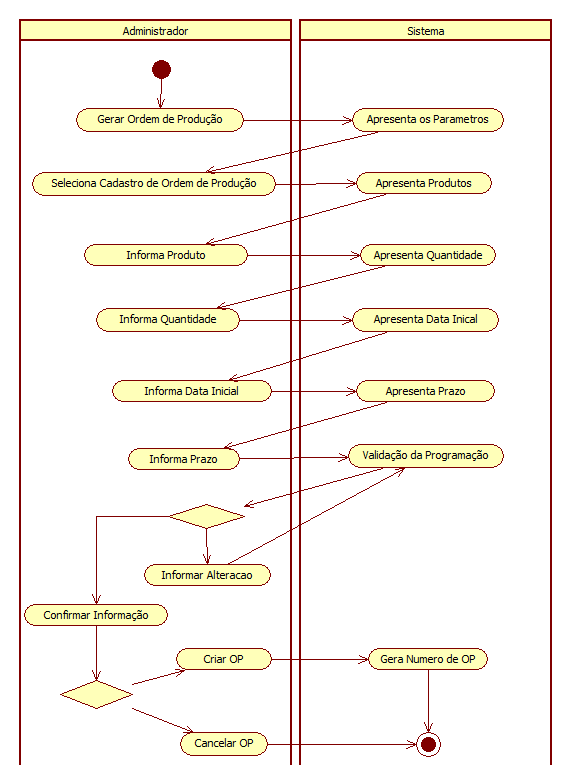 Administrador
Sistema
Gerar Ordem de Produção
Apresenta os Parametros
Seleciona Cadastro de Ordem de Produção
Apresenta Produtos
Informa Produto
Apresenta Quantidade
Informa Quantidade
Apresenta Data Inical
Informa Data Inicial
Apresenta Prazo
Informa Prazo
Validação da Programação
Informar Alteracao
Confirmar Informação
Criar OP
Gera Numero de OP
Cancelar OP